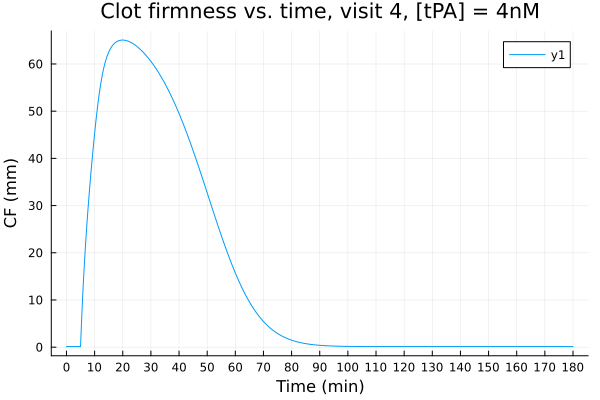 Clot firmness vs. time, visit 4, [tPA] = 4nM
y1
60
50
40
30
20
10
0
CF (mm)
0 10 20 30 40 50 60 70 80 90 100 110 120 130 140 150 160 170 180
Time (min)